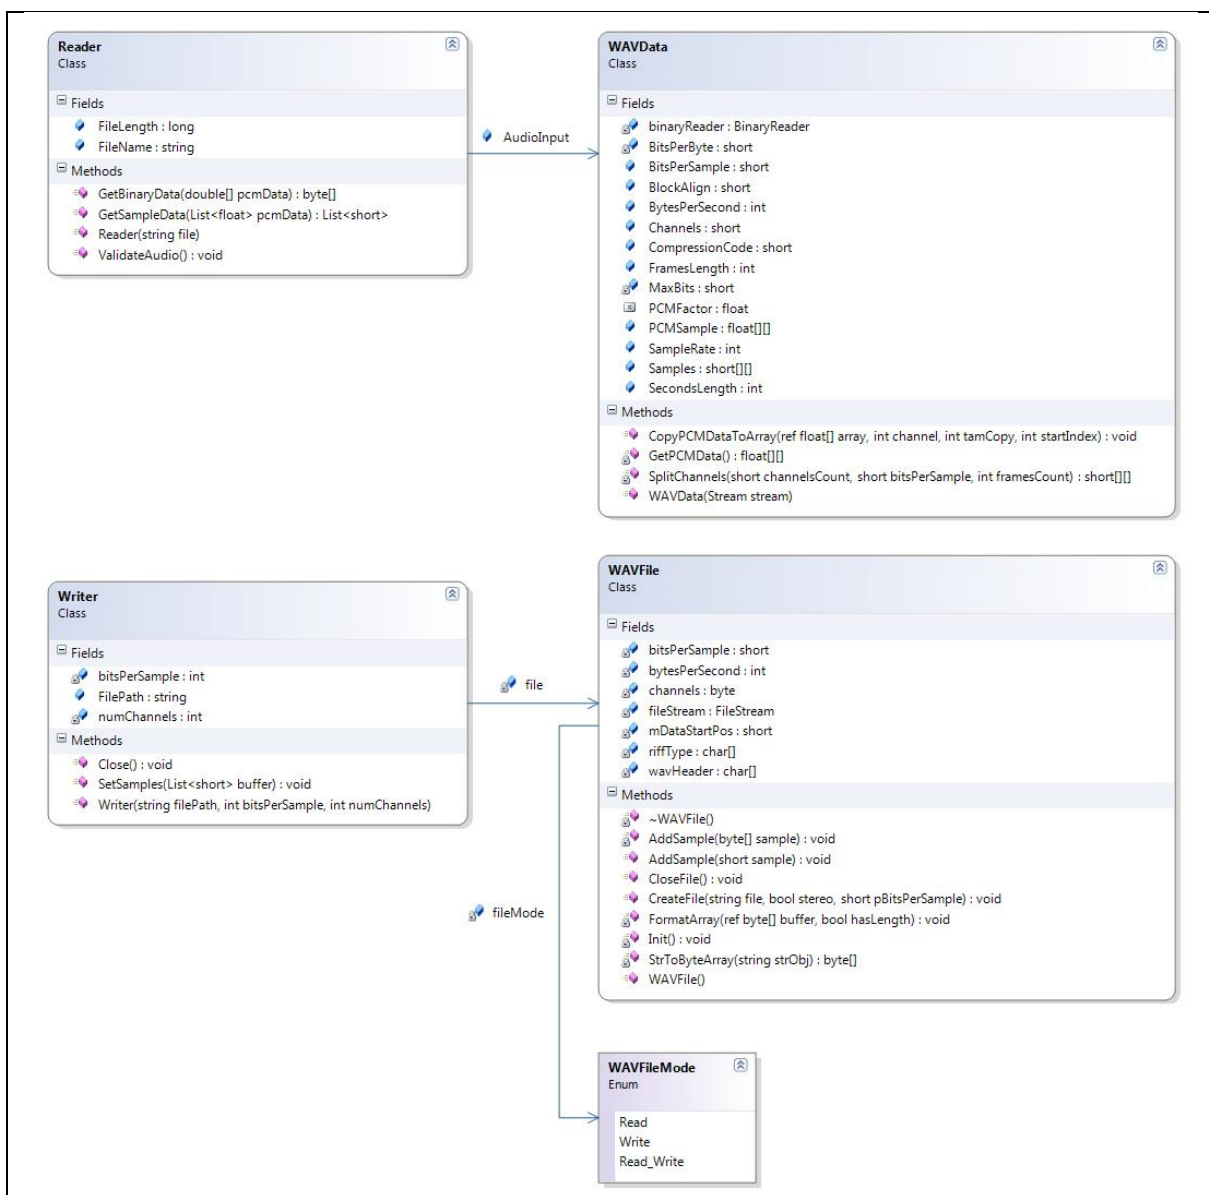 Reader
Class
Fields
FileLength : long
FileName : string
Methods
GetBinaryData(double[] pcmData) : byte[]
GetSampleData(List<float> pcmData) : List<short>
Reader(string file)
ValidateAudio() : void
AudioInput
WAVData
Class
Fields
binaryReader : BinaryReader
BitsPerByte : short
BitsPerSample : short
BlockAlign : short
BytesPerSecond : int
Channels : short
CompressionCode : short
FramesLength : int
MaxBits : short
PCMFactor : float
PCMSample : float[][]
SampleRate : int
Samples : short[][]
SecondsLength : int
Methods
CopyPCMDataToArray(ref float[] array, int channel, int tamCopy, int startIndex) : void
GetPCMData() : float[][]
SplitChannels(short channelsCount, short bitsPerSample, int framesCount) : short[][]
WAVData(Stream stream)
Writer
Class
Fields
bitsPerSample : int
FilePath : string
numChannels : int
Methods
Close() : void
SetSamples(List<short> buffer) : void
Writer(string filePath, int bitsPerSample, int numChannels)
file
WAVFile
Class
Fields
bitsPerSample : short
bytesPerSecond : int
channels : byte
fileStream : FileStream
mDataStartPos : short
riffType : char[]
wavHeader : char[]
Methods
~WAVFile()
AddSample(byte[] sample) : void
AddSample(short sample) : void
CloseFile() : void
CreateFile(string file, bool stereo, short pBitsPerSample) : void
FormatArray(ref byte[] buffer, bool hasLength) : void
Init() : void
StrToByteArray(string strObj) : byte[]
WAVFile()
fileMode
WAVFileMode
Enum
Read
Write
Read_Write